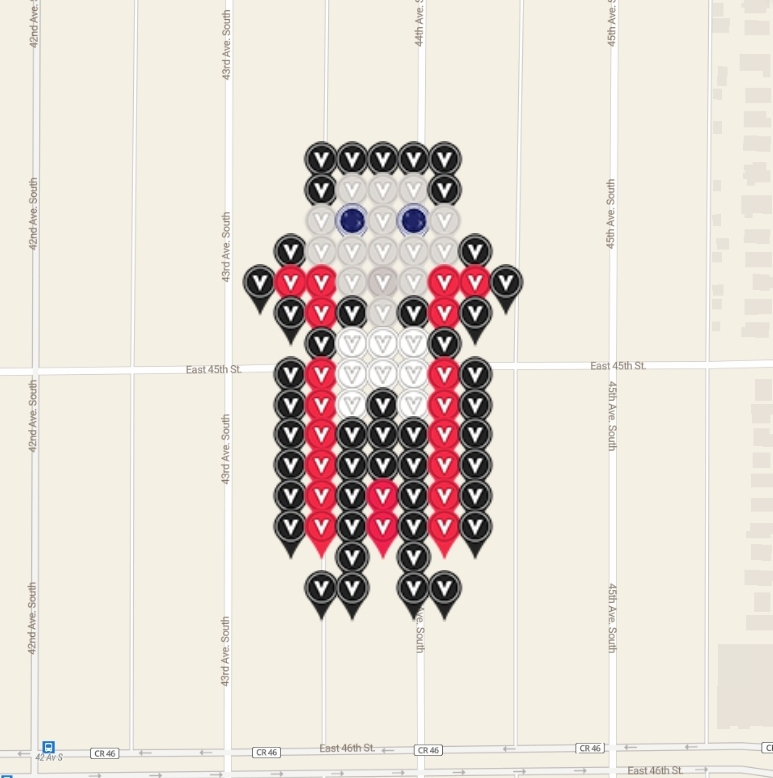 42nd Ave. South
43rd Ave. South
44th Ave. S
45th Ave. S
V V V V V
V V V V V
V V V
V V V V V V V
V V V V V V V V V
V V V V V V V
V V V V V
East 45th St.
East 45th St.
V V V V V V V
V V V V V V V
V V V V V V V
V V V V V V V
V V V V V V V
V V V V V V V
V V
V V V V
42nd Ave. South
43rd Ave. South
45th Ave. South
42nd Ave. South
43rd Ave. South
45th Ave. South
42nd Ave. South
43rd Ave. South
Ave. South
45th Ave. South
East 46th St.
CR 46
CR 46
CR 46
CR 46
42 Av S
East 46th St.